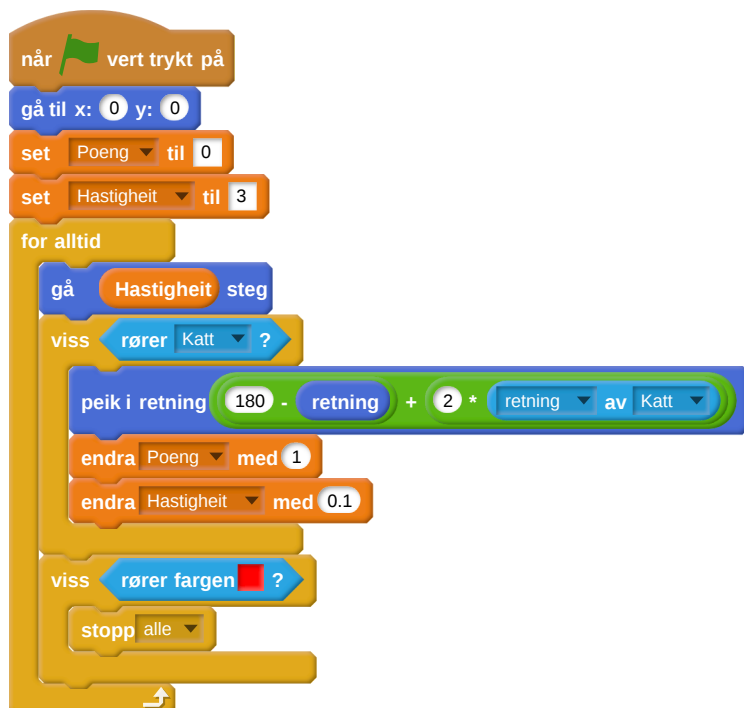 når vert trykt på
gå til x: 0 y: 0
set Poeng til 0
set Hastigheit til 3
for alltid
gå Hastigheit steg
viss rører Katt ?
peik i retning 180 - retning + 2 * retning av Katt
endra Poeng med 1
endra Hastigheit med 0.1
viss rører fargen ?
stopp alle